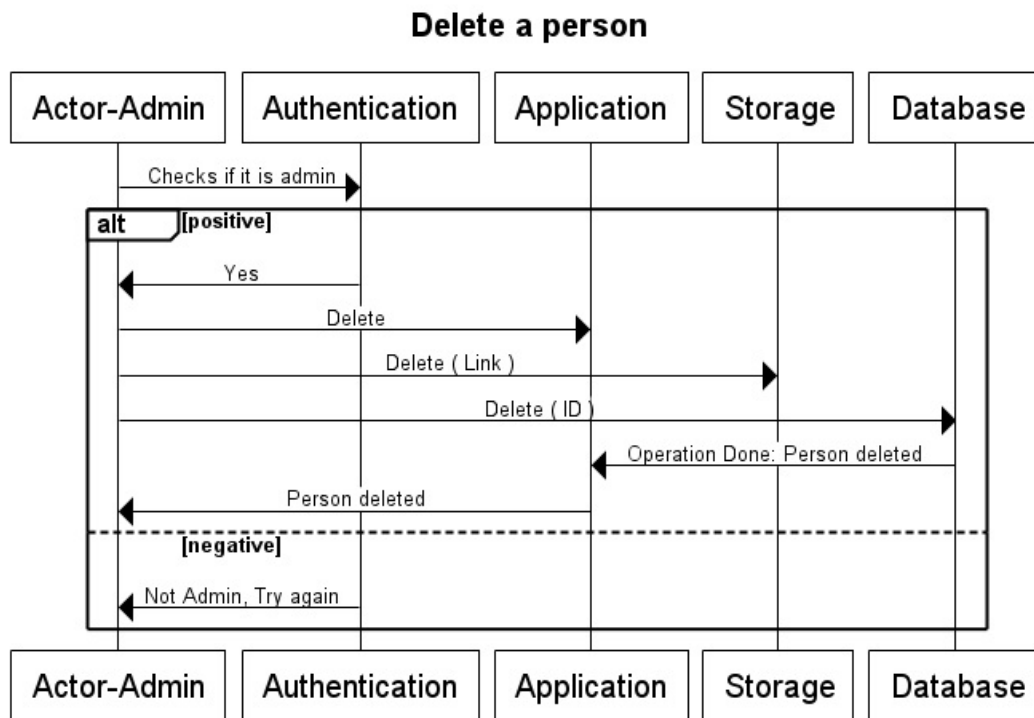 Delete a person
Actor-Admin Authentication Application Storage Database
Checks if it is admin
alt [positive]
Yes
Delete
Delete ( Link )
Delete ( ID )
Operation Done: Person deleted
Person deleted
[negative]
Not Admin, Try again
Actor-Admin Authentication Application Storage Database